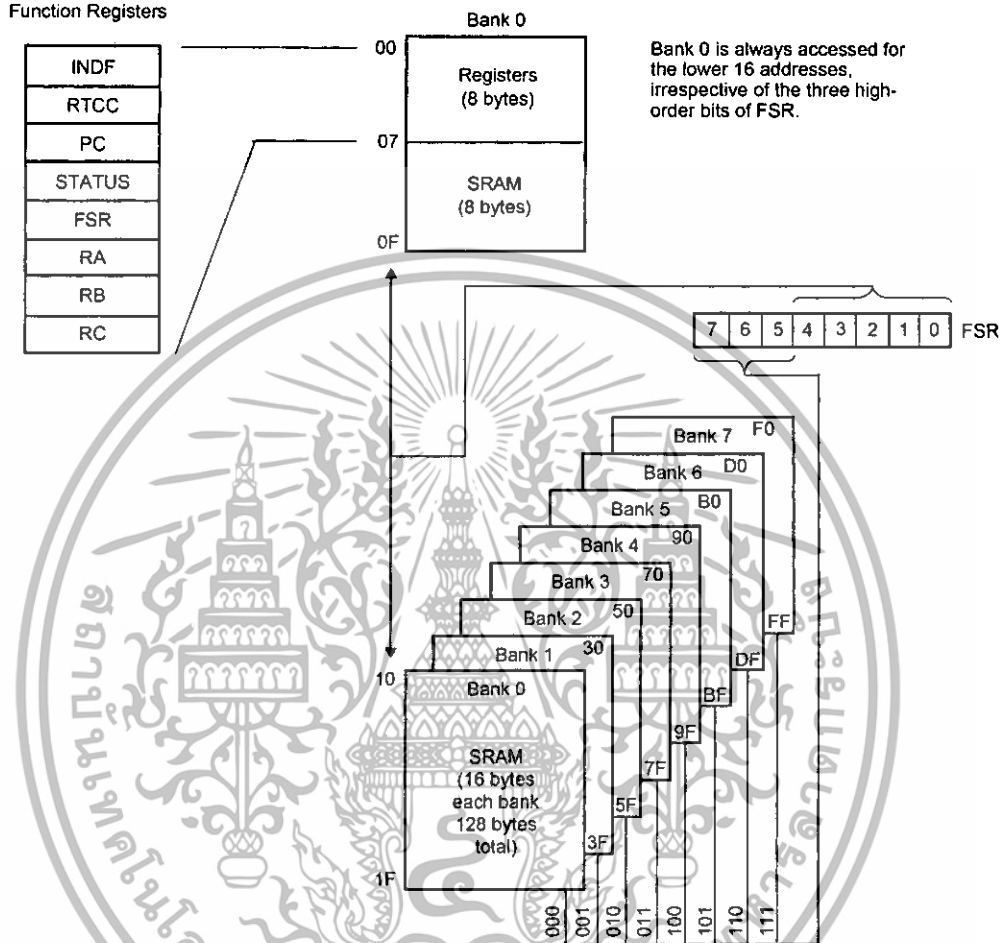 Function Registers
INDF
RTCC
PC
STATUS
FSR
RA
RB
RC
Bank 0
00
Registers
(8 bytes)
07
SRAM
(8 bytes)
0F
Bank 0 is always accessed for
the lower 16 addresses,
irrespective of the three high-
order bits of FSR.
7 6 5 4 3 2 1 0 FSR
Bank 7 F0
Bank 6 D0
Bank 5 B0
Bank 4 90
Bank 3 70
Bank 2 50
Bank 1 30
10 Bank 0
SRAM
(16 bytes
each bank
128 bytes
total)
1F
3F
5F
7F
9F
BF
DF
FF
000
001
010
011
100
101
110
111